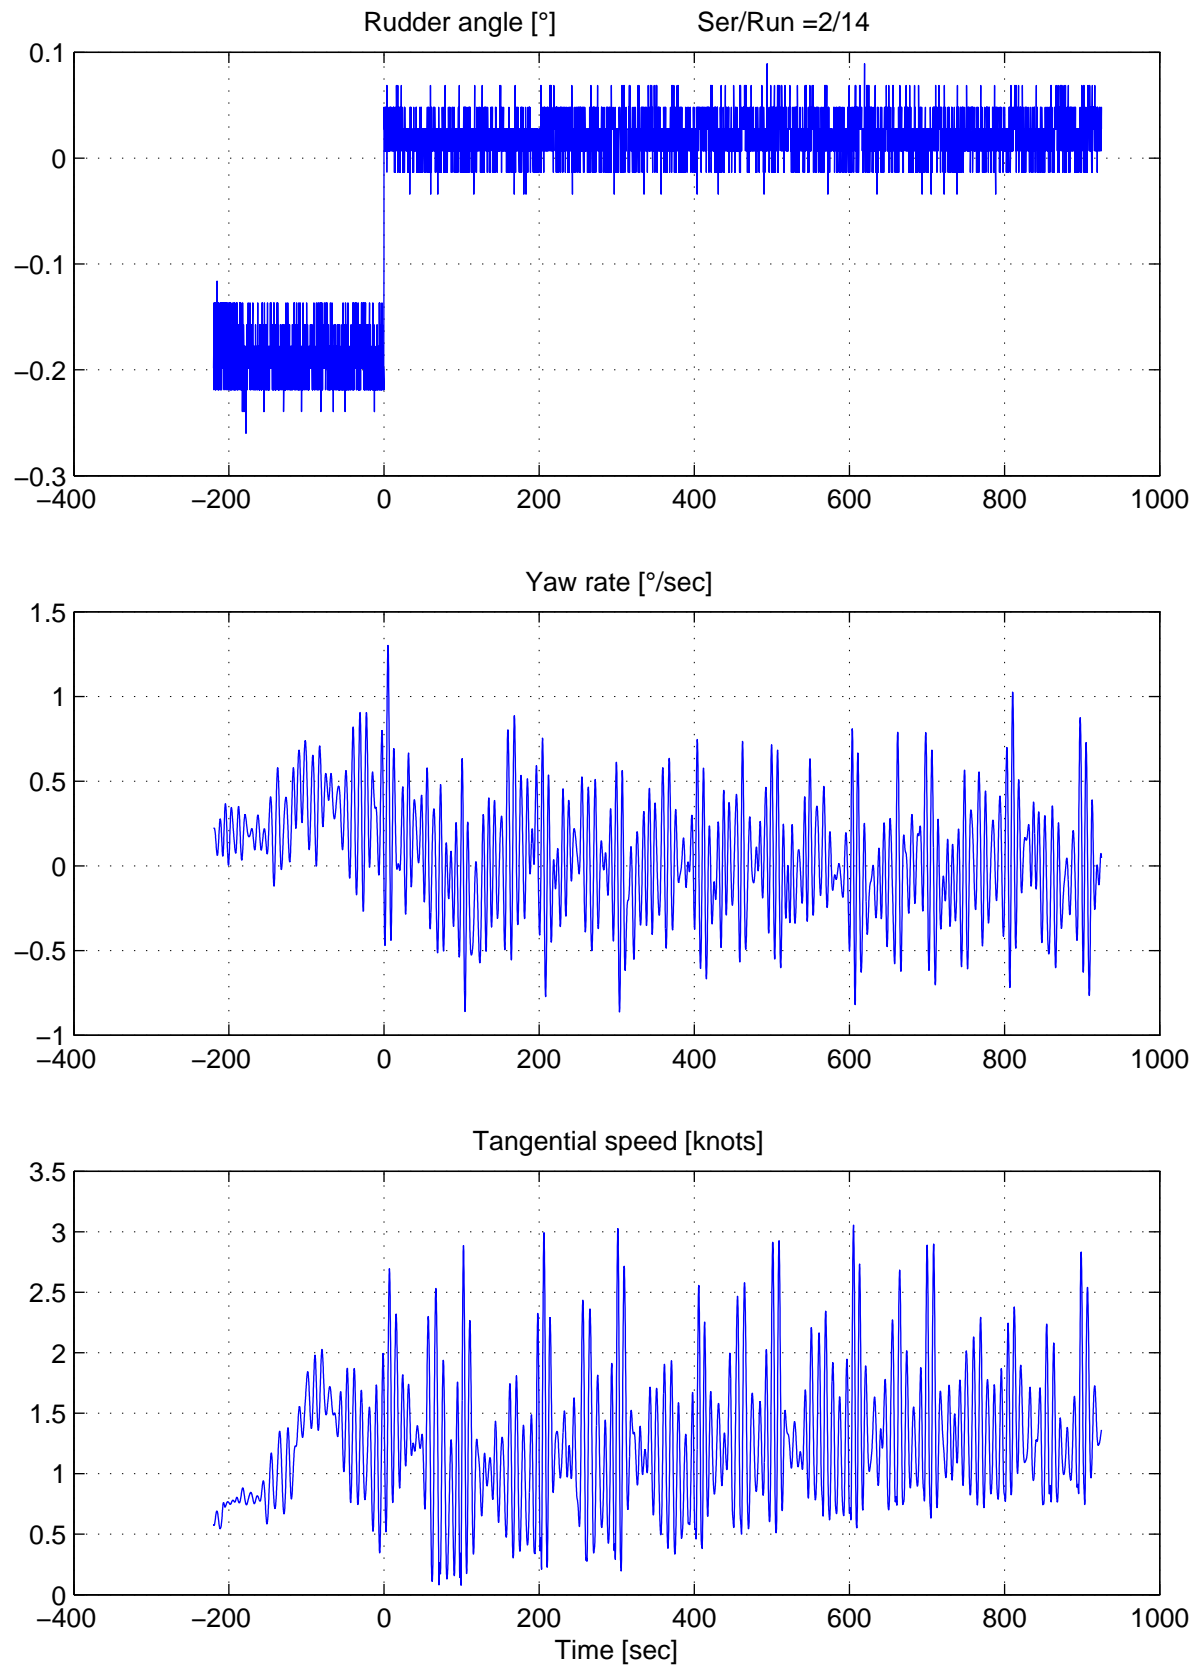 Rudder angle [°] Ser/Run =2/14
0.1
0
−0.1
−0.2
−0.3
−400 −200 0 200 400 600 800 1000
Yaw rate [°/sec]
1.5
1
0.5
0
−0.5
−1
−400 −200 0 200 400 600 800 1000
Tangential speed [knots]
3.5
3
2.5
2
1.5
1
0.5
0
−400 −200 0 200 400 600 800 1000
Time [sec]